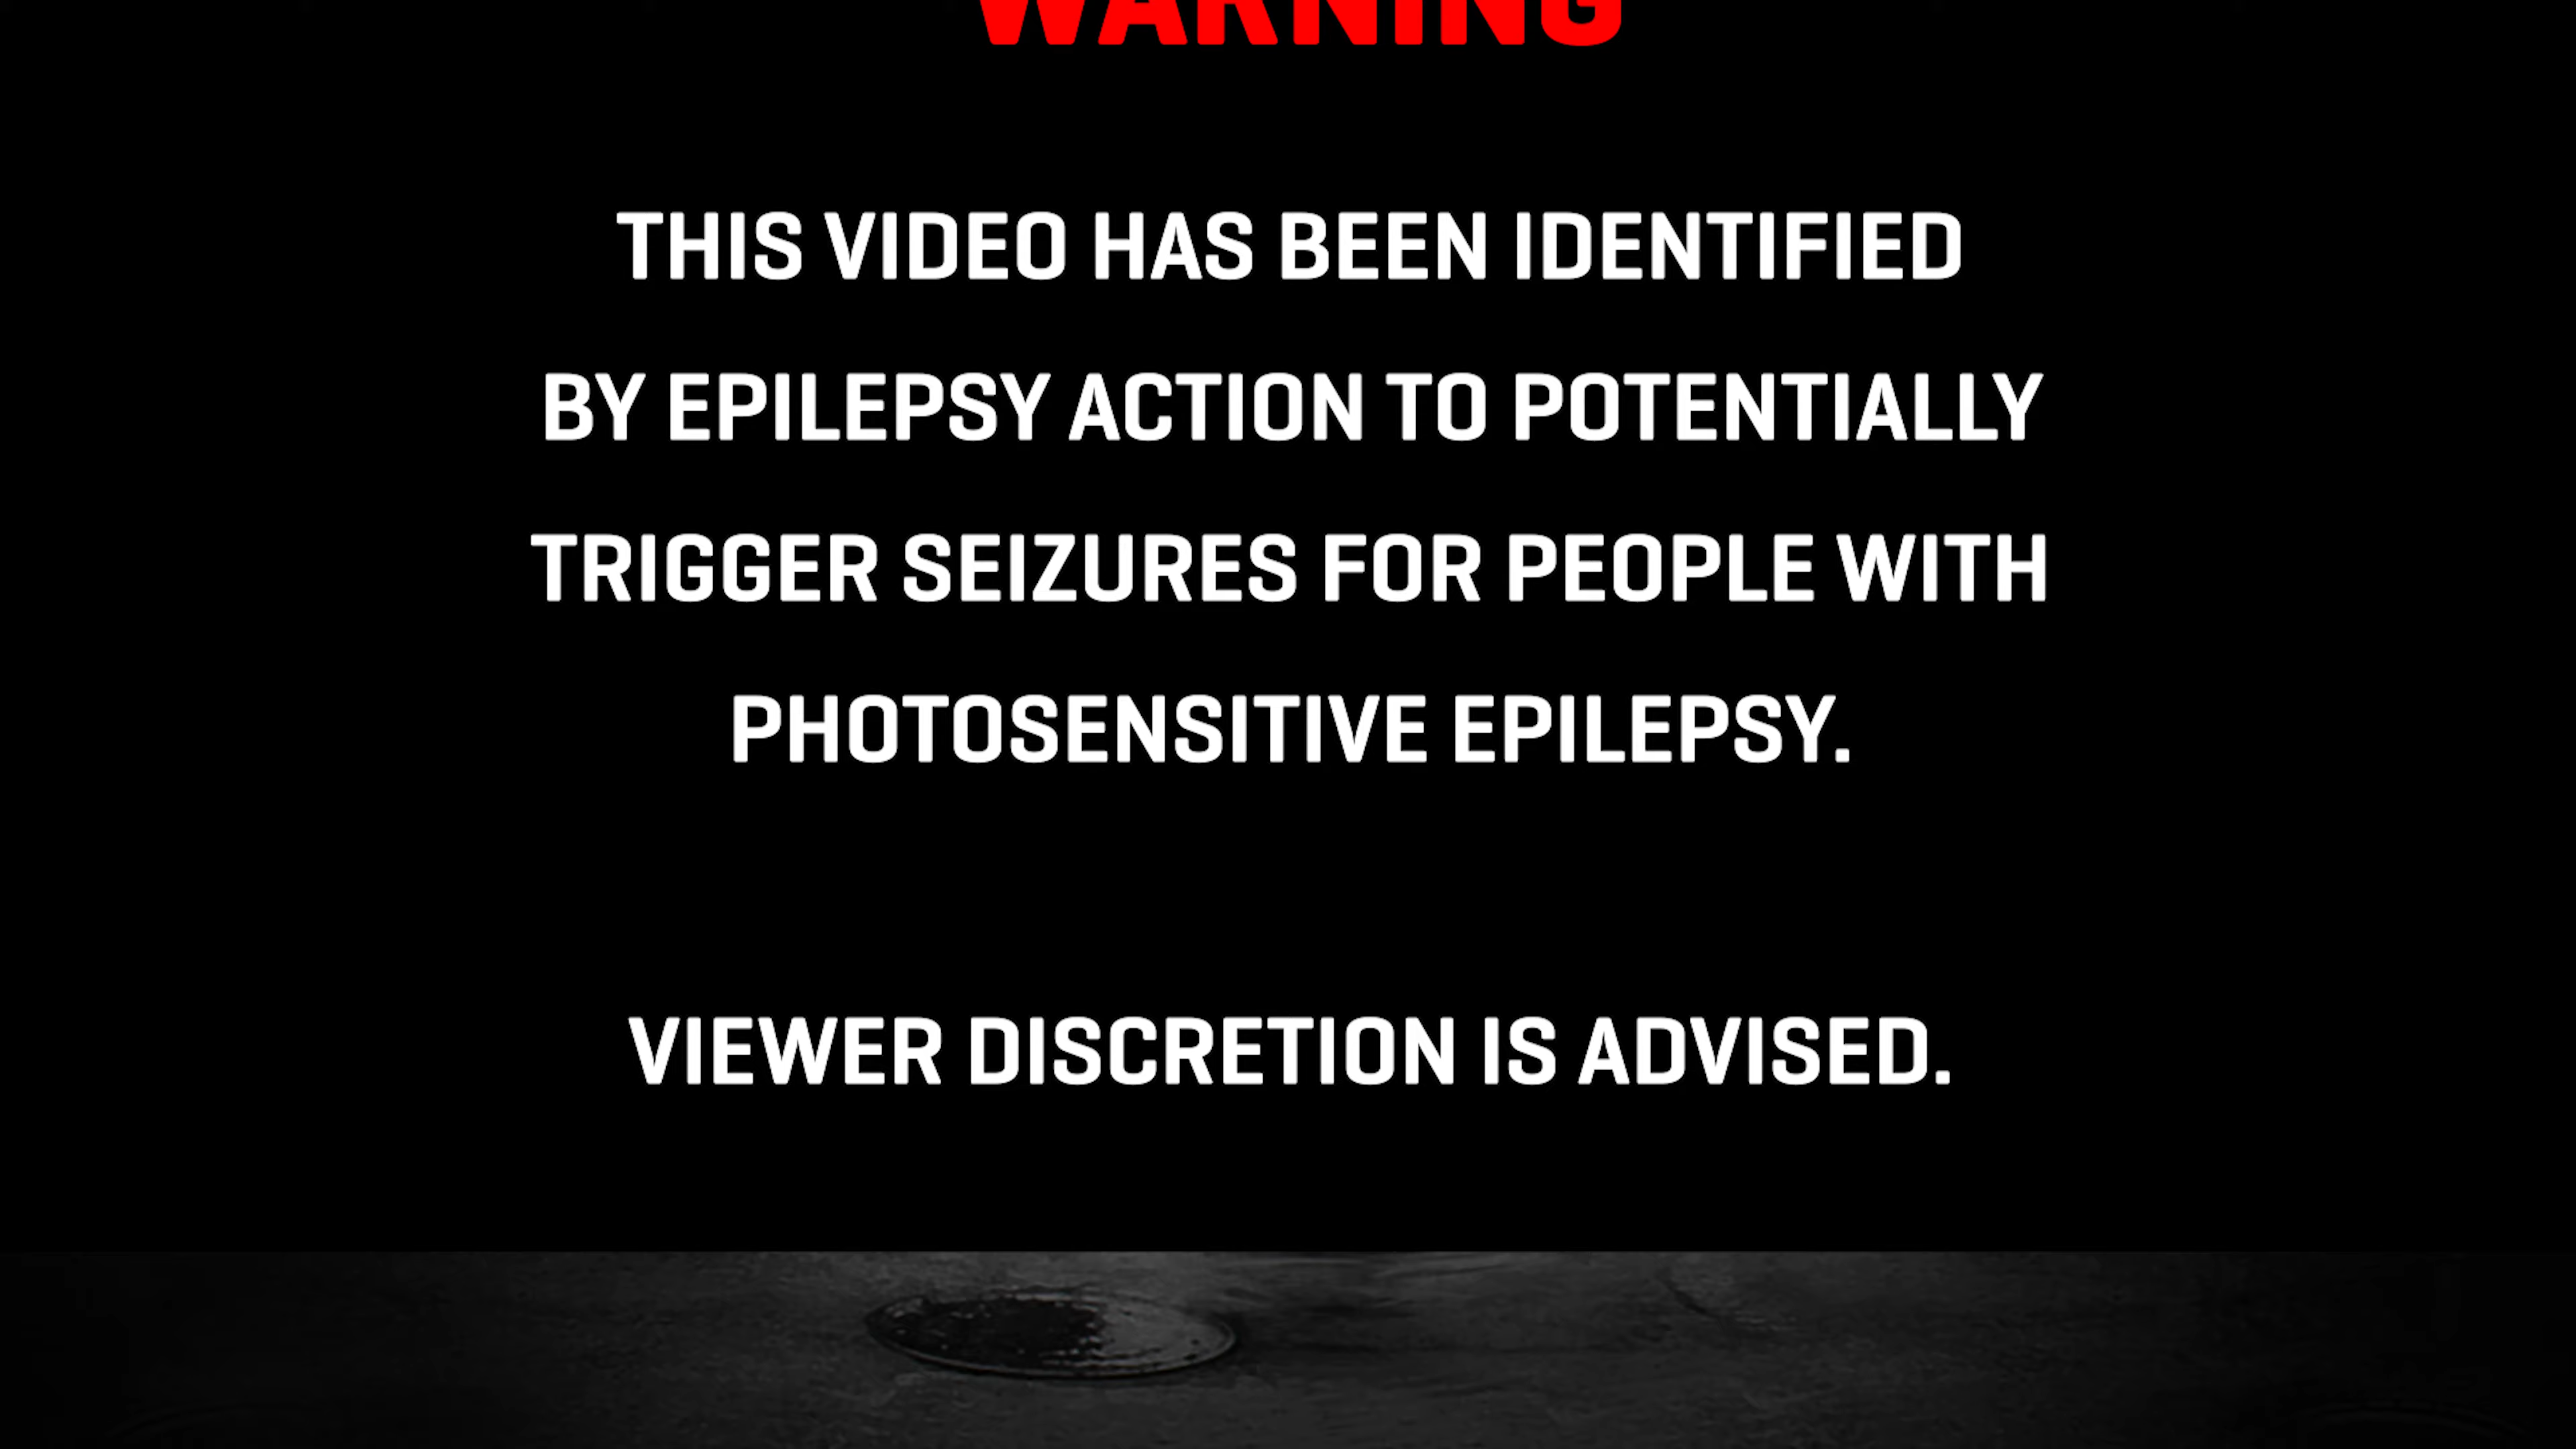 WARNING
THIS VIDEO HAS BEEN IDENTIFIED
BY EPILEPSY ACTION TO POTENTIALLY
TRIGGER SEIZURES FOR PEOPLE WITH
PHOTOSENSITIVE EPILEPSY.
VIEWER DISCRETION IS ADVISED.